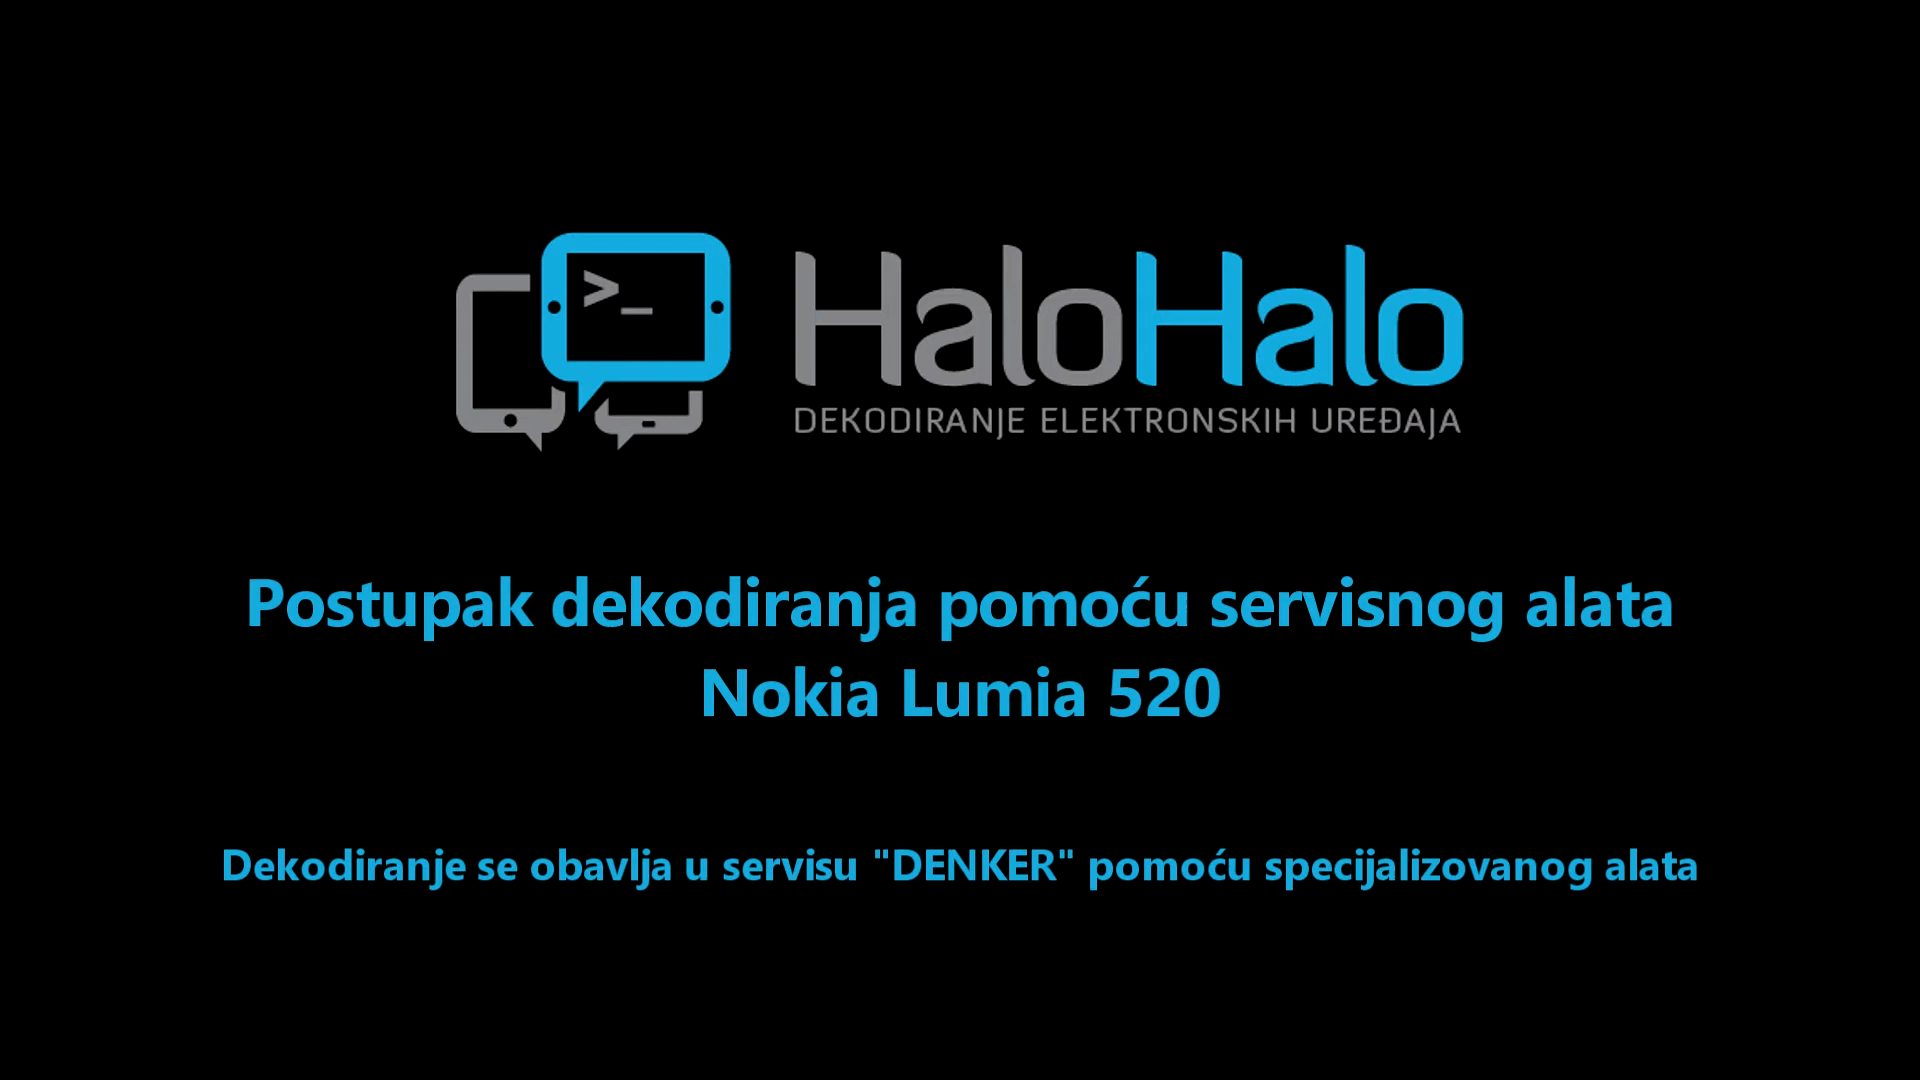 >_
HaloHalo
DEKODIRANJE ELEKTRONSKIH UREĐAJA
Postupak dekodiranja pomoću servisnog alata
Nokia Lumia 520
Dekodiranje se obavlja u servisu "DENKER" pomoću specijalizovanog alata